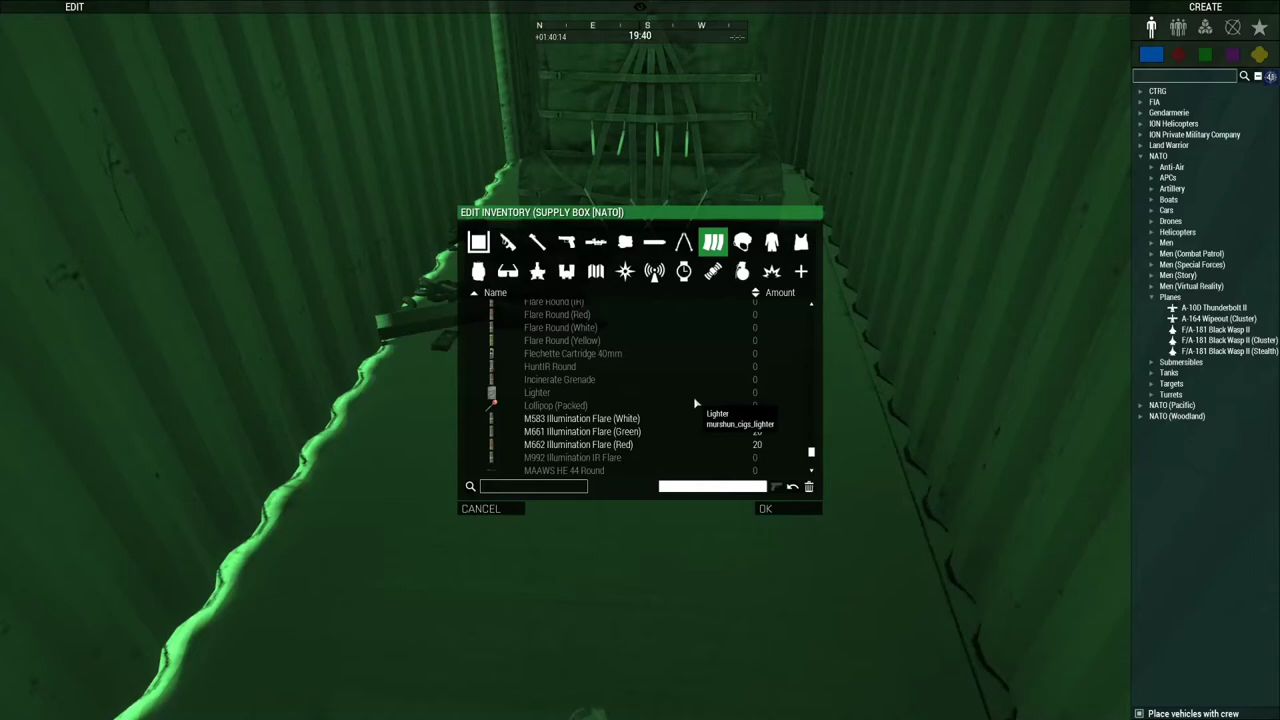 EDIT
CREATE
N E S W
+01:40:14 19:40 --:--:--
CTRG
FIA
Gendarmerie
ION Helicopters
ION Private Military Company
Land Warrior
NATO
Anti-Air
APCs
Artillery
Boats
Cars
Drones
Helicopters
Men
Men (Combat Patrol)
Men (Special Forces)
Men (Story)
Men (Virtual Reality)
Planes
A-10D Thunderbolt II
A-164 Wipeout (Cluster)
F/A-181 Black Wasp II
F/A-181 Black Wasp II (Cluster)
F/A-181 Black Wasp II (Stealth)
Submersibles
Tanks
Targets
Turrets
NATO (Pacific)
NATO (Woodland)
EDIT INVENTORY (SUPPLY BOX [NATO])
Name Amount
Flare Round (IR) 0
Flare Round (Red) 0
Flare Round (White) 0
Flare Round (Yellow) 0
Flechette Cartridge 40mm 0
HuntIR Round 0
Incinerate Grenade 0
Lighter 0
Lollipop (Packed)
M583 Illumination Flare (White)
M661 Illumination Flare (Green) 20
M662 Illumination Flare (Red) 20
M992 Illumination IR Flare 0
MAAWS HE 44 Round 0
Lighter
murshun_cigs_lighter
CANCEL OK
Place vehicles with crew